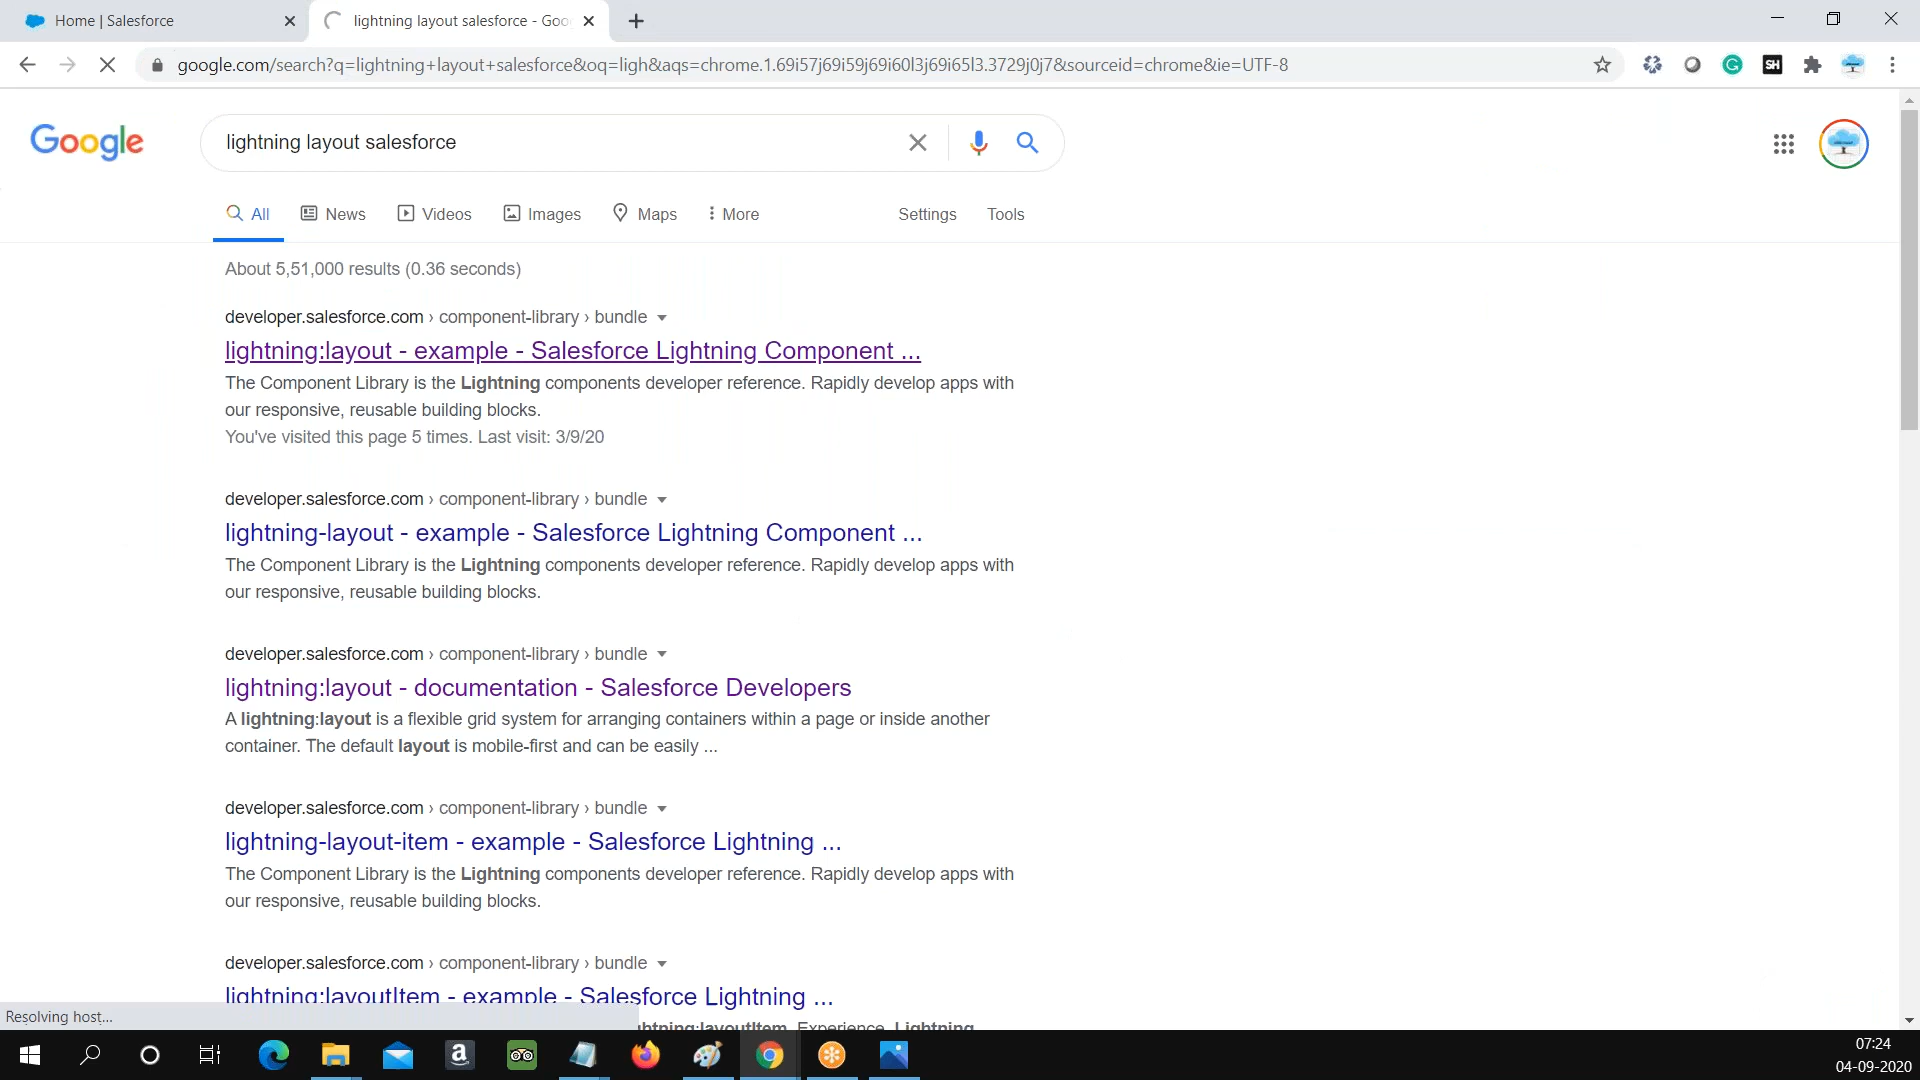 Home | Salesforce
lightning layout salesforce - Goo
google.com/search?q=lightning+layout+salesforce&oq=ligh&aqs=chrome.1.69i57j69i59j69i60l3j69i65l3.3729j0j7&sourceid=chrome&ie=UTF-8
Google
lightning layout salesforce
All
News
Videos
Images
Maps
More
Settings
Tools
About 5,51,000 results (0.36 seconds)
developer.salesforce.com › component-library › bundle
lightning:layout - example - Salesforce Lightning Component ...
The Component Library is the Lightning components developer reference. Rapidly develop apps with
our responsive, reusable building blocks.
You've visited this page 5 times. Last visit: 3/9/20
developer.salesforce.com › component-library › bundle
lightning-layout - example - Salesforce Lightning Component ...
The Component Library is the Lightning components developer reference. Rapidly develop apps with
our responsive, reusable building blocks.
developer.salesforce.com › component-library › bundle
lightning:layout - documentation - Salesforce Developers
A lightning:layout is a flexible grid system for arranging containers within a page or inside another
container. The default layout is mobile-first and can be easily ...
developer.salesforce.com › component-library › bundle
lightning-layout-item - example - Salesforce Lightning ...
The Component Library is the Lightning components developer reference. Rapidly develop apps with
our responsive, reusable building blocks.
developer.salesforce.com › component-library › bundle
lightning:layoutItem - example - Salesforce Lightning ...
ghtning:layoutItem. Experience. Lightning
Resolving host...
SH
07:24
04-09-2020